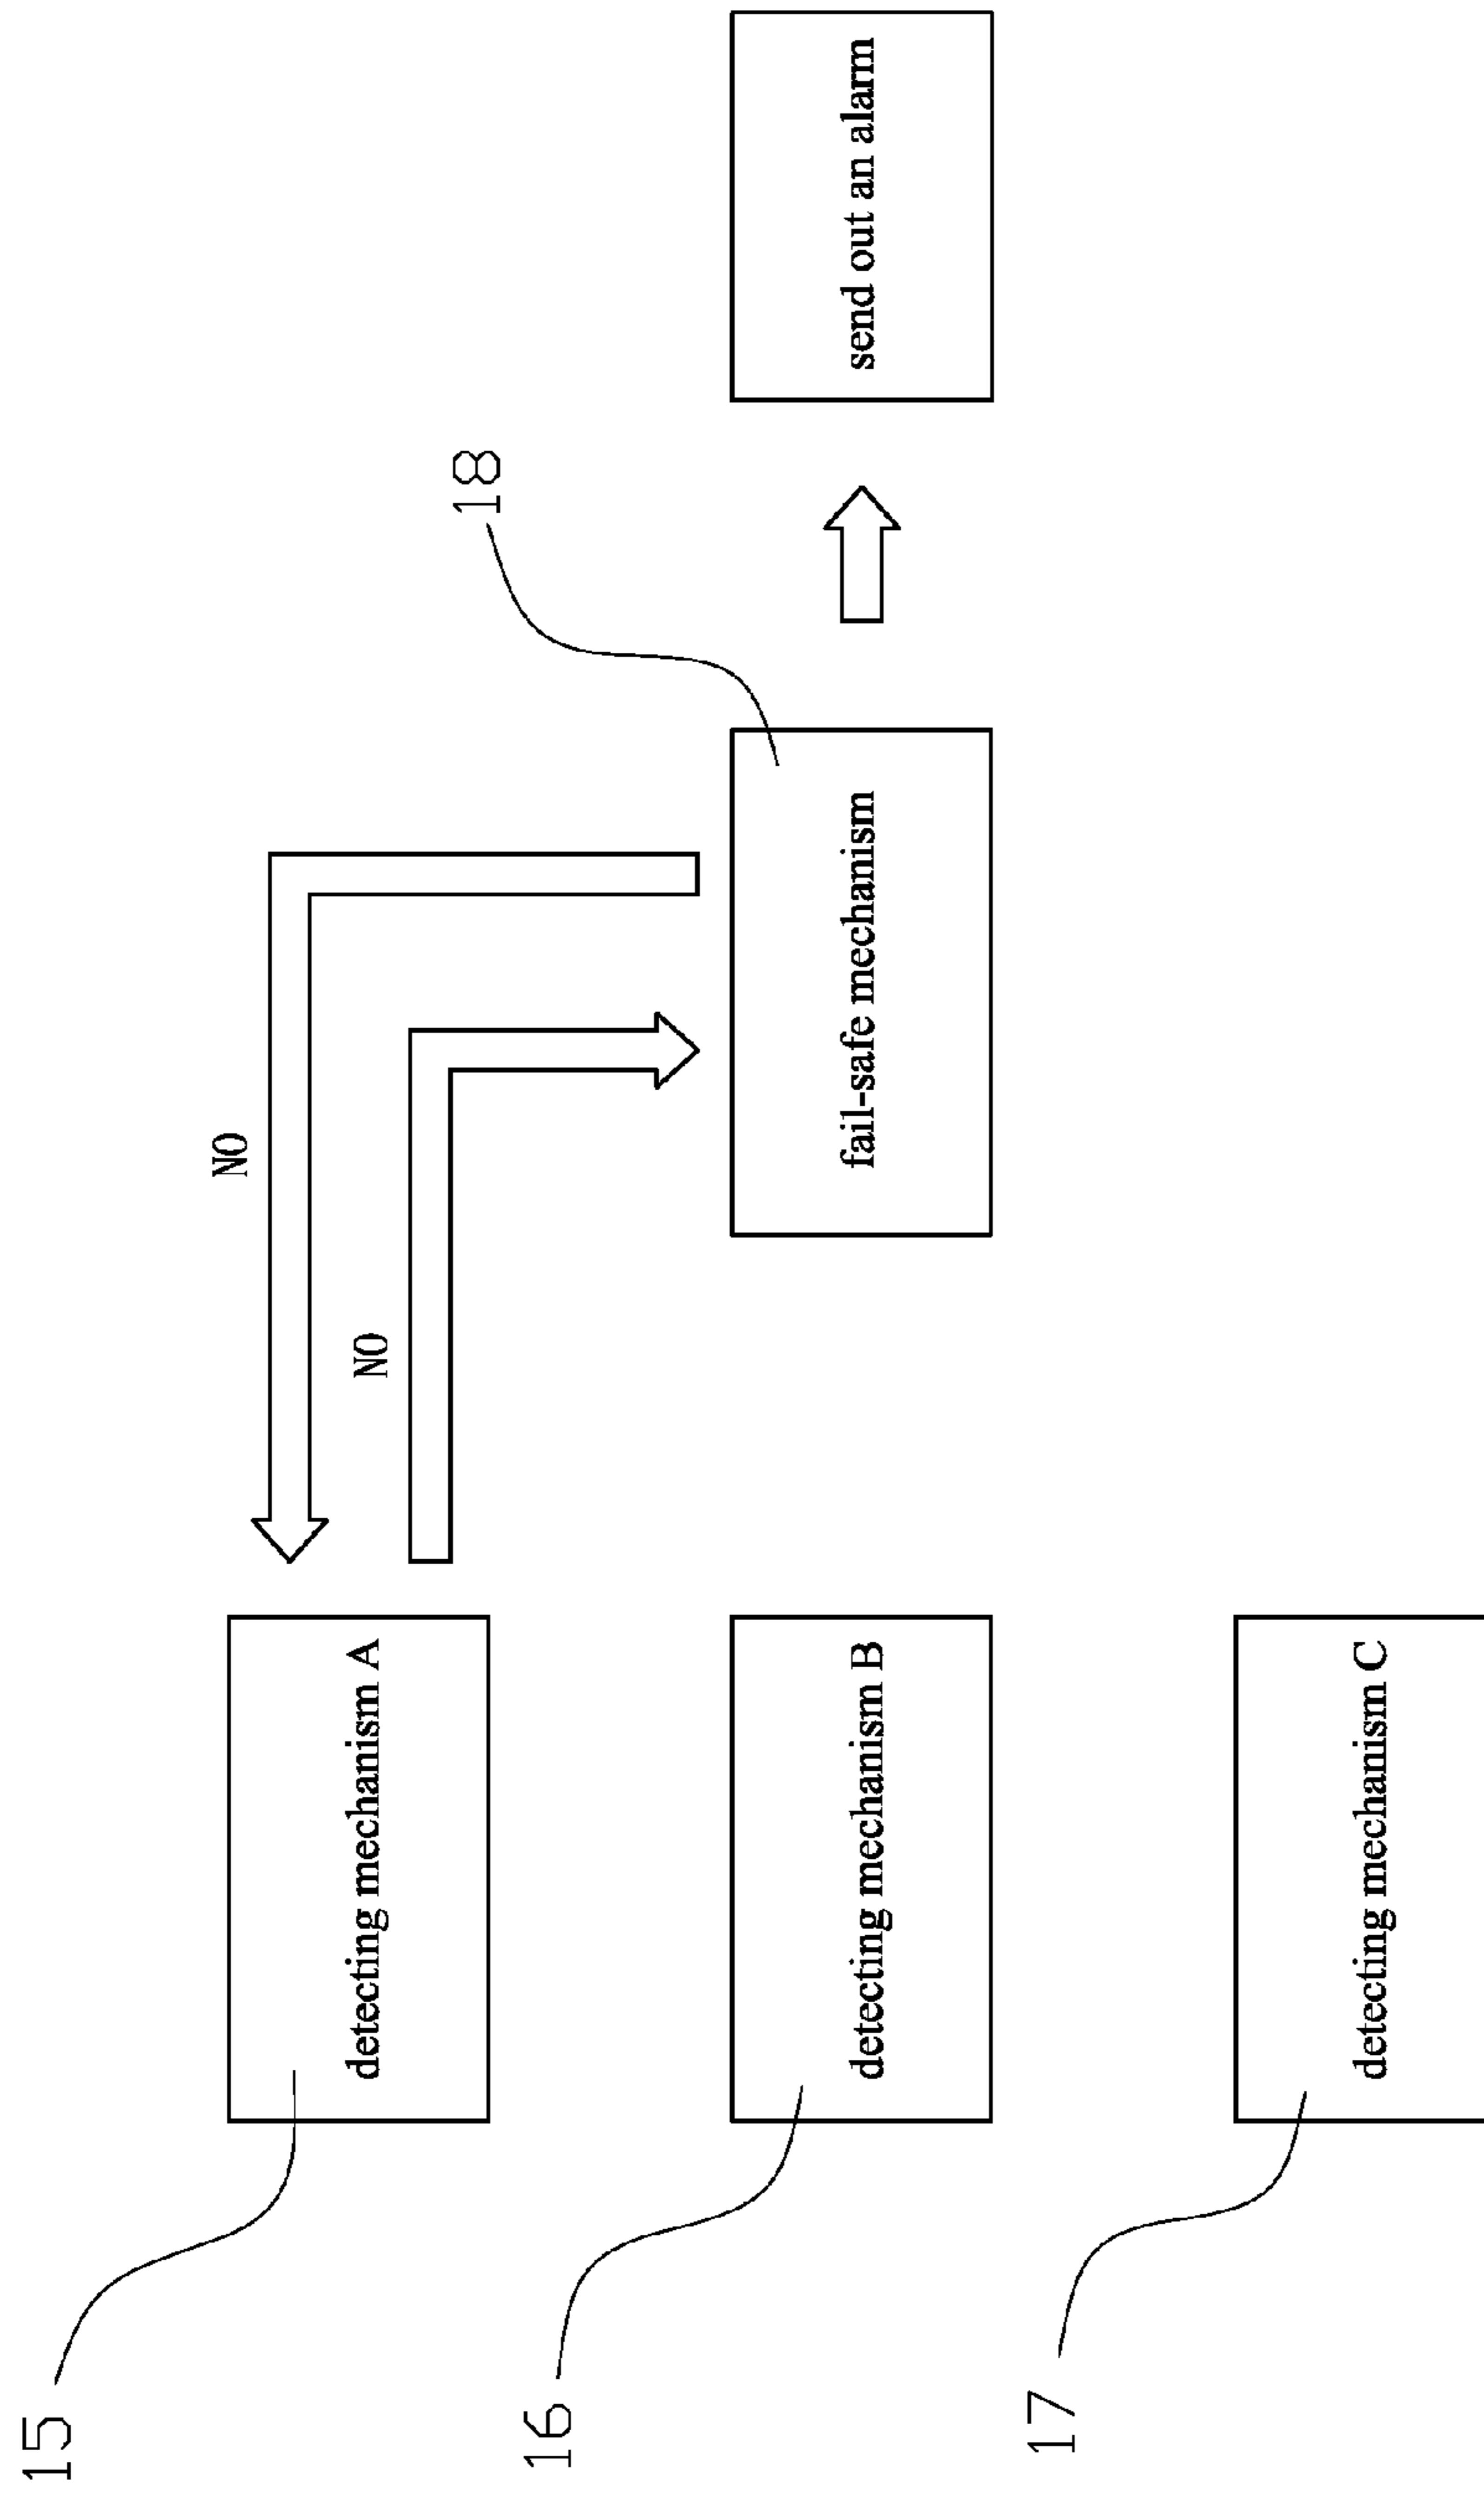 15
detecting mechanism A
NO
NO
18
16
detecting mechanism B
fail-safe mechanism
send out an alarm
17
detecting mechanism C